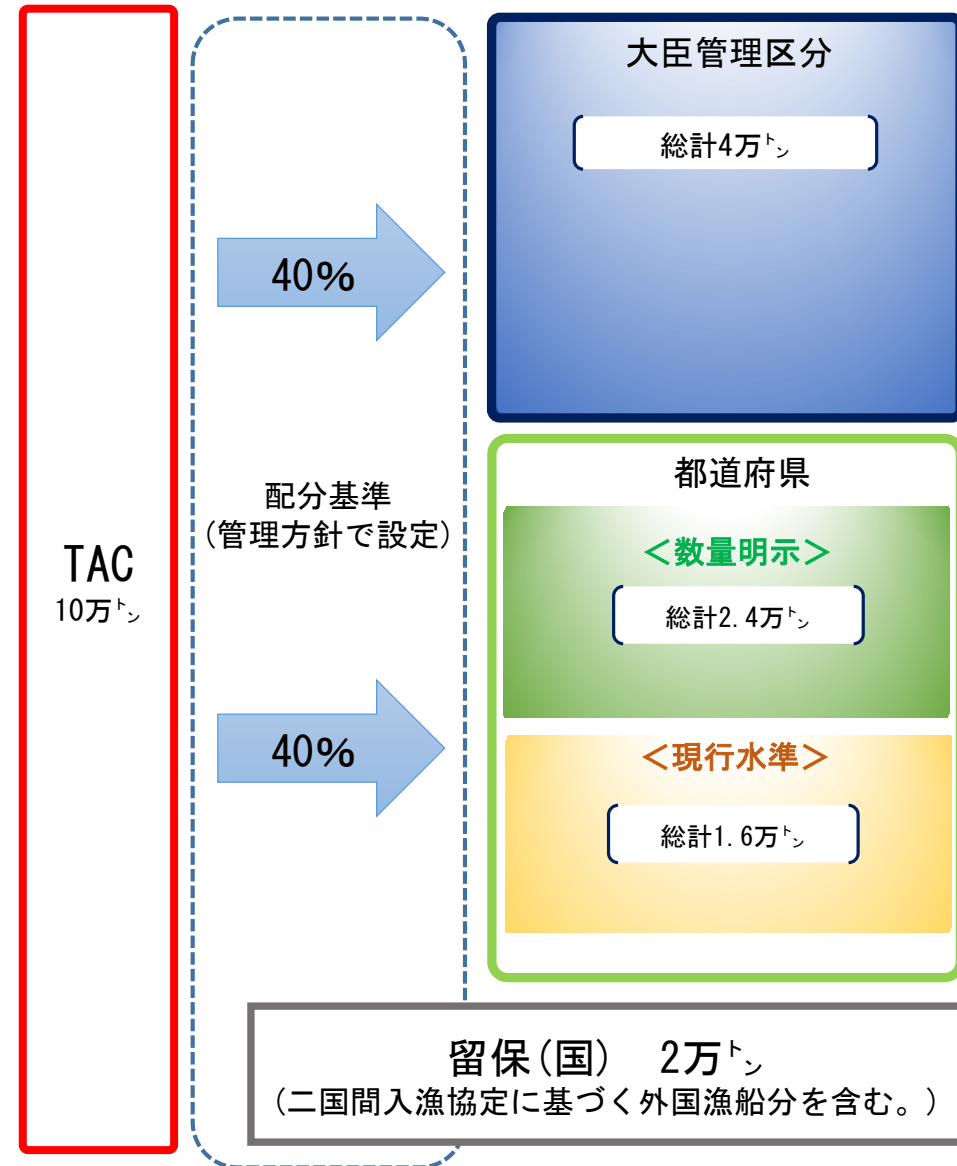 TAC
10万㌧
40%
配分基準
(管理方針で設定)
40%
大臣管理区分
総計4万㌧
都道府県
＜数量明示＞
総計2.4万㌧
＜現行水準＞
総計1.6万㌧
留保(国)　2万㌧
(二国間入漁協定に基づく外国漁船分を含む。)